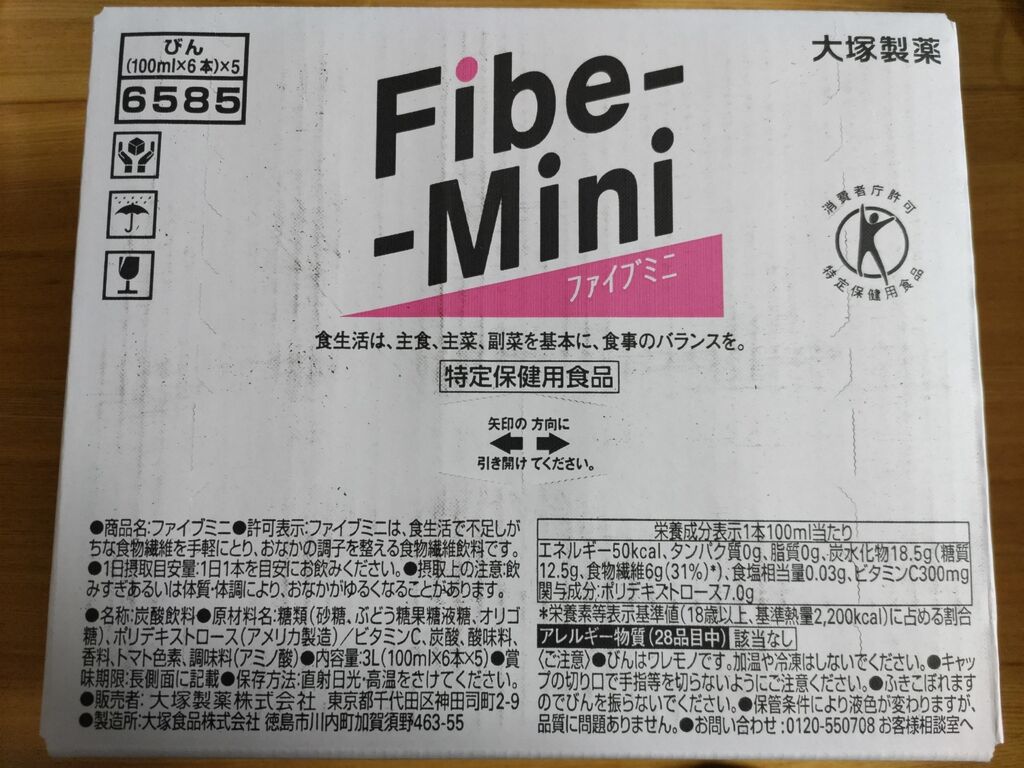 びん
(100ml×6本)×5
6585
大塚製薬
Fibe-
-Mini
ファイブミニ
消費者庁許可
特定保健用食品
食生活は、主食、主菜、副菜を基本に、食事のバランスを。
特定保健用食品
矢印の方向に
引き開けてください。
●商品名:ファイブミニ●許可表示:ファイブミニは、食生活で不足しが
ちな食物繊維を手軽にとり、おなかの調子を整える食物繊維飲料です。
●1日摂取目安量:1日1本を目安にお飲みください。●摂取上の注意:飲
みすぎあるいは体質・体調により、おなかがゆるくなることがあります。
●名称:炭酸飲料●原材料名:糖類(砂糖、ぶどう糖果糖液糖、オリゴ
糖)、ポリデキストロース(アメリカ製造)/ビタミンC、炭酸、酸味料、
香料、トマト色素、調味料(アミノ酸)●内容量:3L(100ml×6本×5)●賞
味期限:長側面に記載●保存方法:直射日光・高温をさけてください。
●販売者:大塚製薬株式会社 東京都千代田区神田司町2-9
●製造所:大塚食品株式会社 徳島市川内町加賀須野463-55
栄養成分表示1本100ml当たり
エネルギー50kcal、タンパク質0g、脂質0g、炭水化物18.5g(糖質
12.5g、食物繊維6g(31%)*)、食塩相当量0.03g、ビタミンC300mg
関与成分:ポリデキストロース7.0g
*栄養素等表示基準値(18歳以上、基準熱量2,200kcal)に占める割合
アレルギー物質(28品目中) 該当なし
〈ご注意〉●びんはワレモノです。加温や冷凍はしないでください。●キャッ
プの切り口で手指等を切らないようにご注意ください。●ふきこぼれます
のでびんを振らないでください。●保管条件により液色が変わりますが、
品質に問題ありません。●お問い合わせ:0120-550708 お客様相談室へ